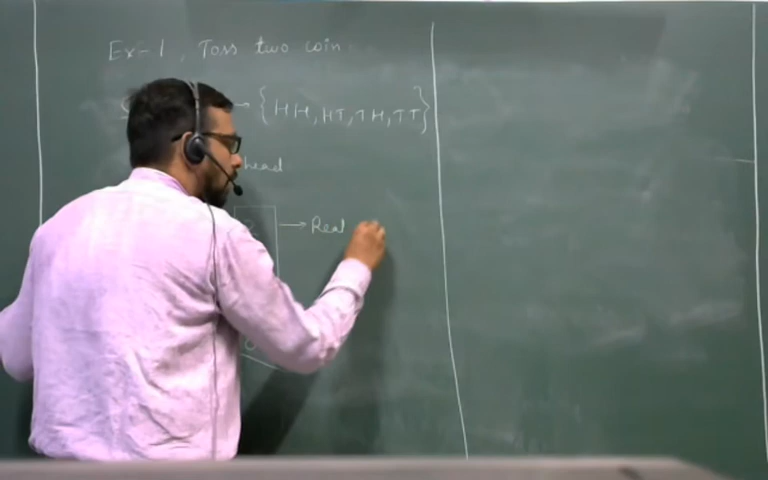 Ex-1, Toss two coin
→ {HH, HT, TH, TT}
head
→ Real